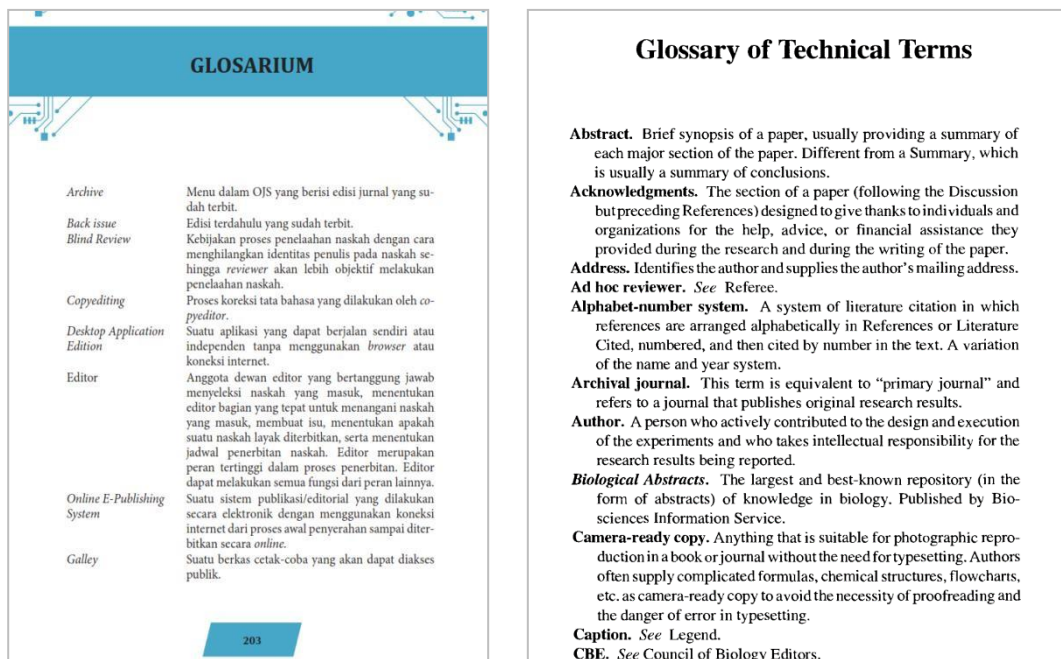 GLOSARIUM
Archive Menu dalam OJS yang berisi edisi jurnal yang su-
dah terbit.
Back issue Edisi terdahulu yang sudah terbit.
Blind Review Kebijakan proses penelaahan naskah dengan cara
menghilangkan identitas penulis pada naskah se-
hingga reviewer akan lebih objektif melakukan
penelaahan naskah.
Copyediting Proses koreksi tata bahasa yang dilakukan oleh co-
pyeditor.
Desktop Application Suatu aplikasi yang dapat berjalan sendiri atau
Edition independen tanpa menggunakan browser atau
koneksi internet.
Editor Anggota dewan editor yang bertanggung jawab
menyeleksi naskah yang masuk, menentukan
editor bagian yang tepat untuk menangani naskah
yang masuk, membuat isu, menentukan apakah
suatu naskah layak diterbitkan, serta menentukan
jadwal penerbitan naskah. Editor merupakan
peran tertinggi dalam proses penerbitan. Editor
dapat melakukan semua fungsi dari peran lainnya.
Online E-Publishing Suatu sistem publikasi/editorial yang dilakukan
System secara elektronik dengan menggunakan koneksi
internet dari proses awal penyerahan sampai diter-
bitkan secara online.
Galley Suatu berkas cetak-coba yang akan dapat diakses
publik.
203
Glossary of Technical Terms
Abstract. Brief synopsis of a paper, usually providing a summary of
each major section of the paper. Different from a Summary, which
is usually a summary of conclusions.
Acknowledgments. The section of a paper (following the Discussion
but preceding References) designed to give thanks to individuals and
organizations for the help, advice, or financial assistance they
provided during the research and during the writing of the paper.
Address. Identifies the author and supplies the author's mailing address.
Ad hoc reviewer. See Referee.
Alphabet-number system. A system of literature citation in which
references are arranged alphabetically in References or Literature
Cited, numbered, and then cited by number in the text. A variation
of the name and year system.
Archival journal. This term is equivalent to “primary journal” and
refers to a journal that publishes original research results.
Author. A person who actively contributed to the design and execution
of the experiments and who takes intellectual responsibility for the
research results being reported.
Biological Abstracts. The largest and best-known repository (in the
form of abstracts) of knowledge in biology. Published by Bio-
sciences Information Service.
Camera-ready copy. Anything that is suitable for photographic repro-
duction in a book or journal without the need for typesetting. Authors
often supply complicated formulas, chemical structures, flowcharts,
etc. as camera-ready copy to avoid the necessity of proofreading and
the danger of error in typesetting.
Caption. See Legend.
CBE. See Council of Biology Editors.